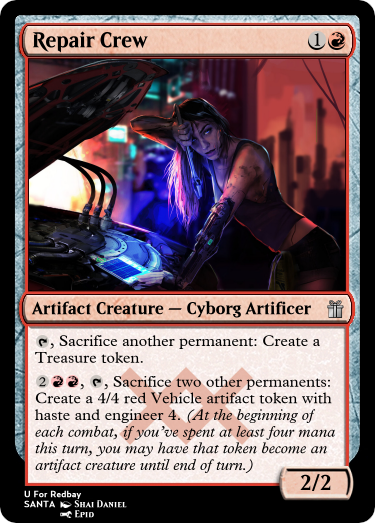 Repair Crew 1
Artifact Creature — Cyborg Artificer
, Sacrifice another permanent: Create a
Treasure token.
2 , , Sacrifice two other permanents:
Create a 4/4 red Vehicle artifact token with
haste and engineer 4. (At the beginning of
each combat, if you've spent at least four mana
this turn, you may have that token become an
artifact creature until end of turn.)
2/2
U For Redbay
SANTA Shai Daniel
Epid